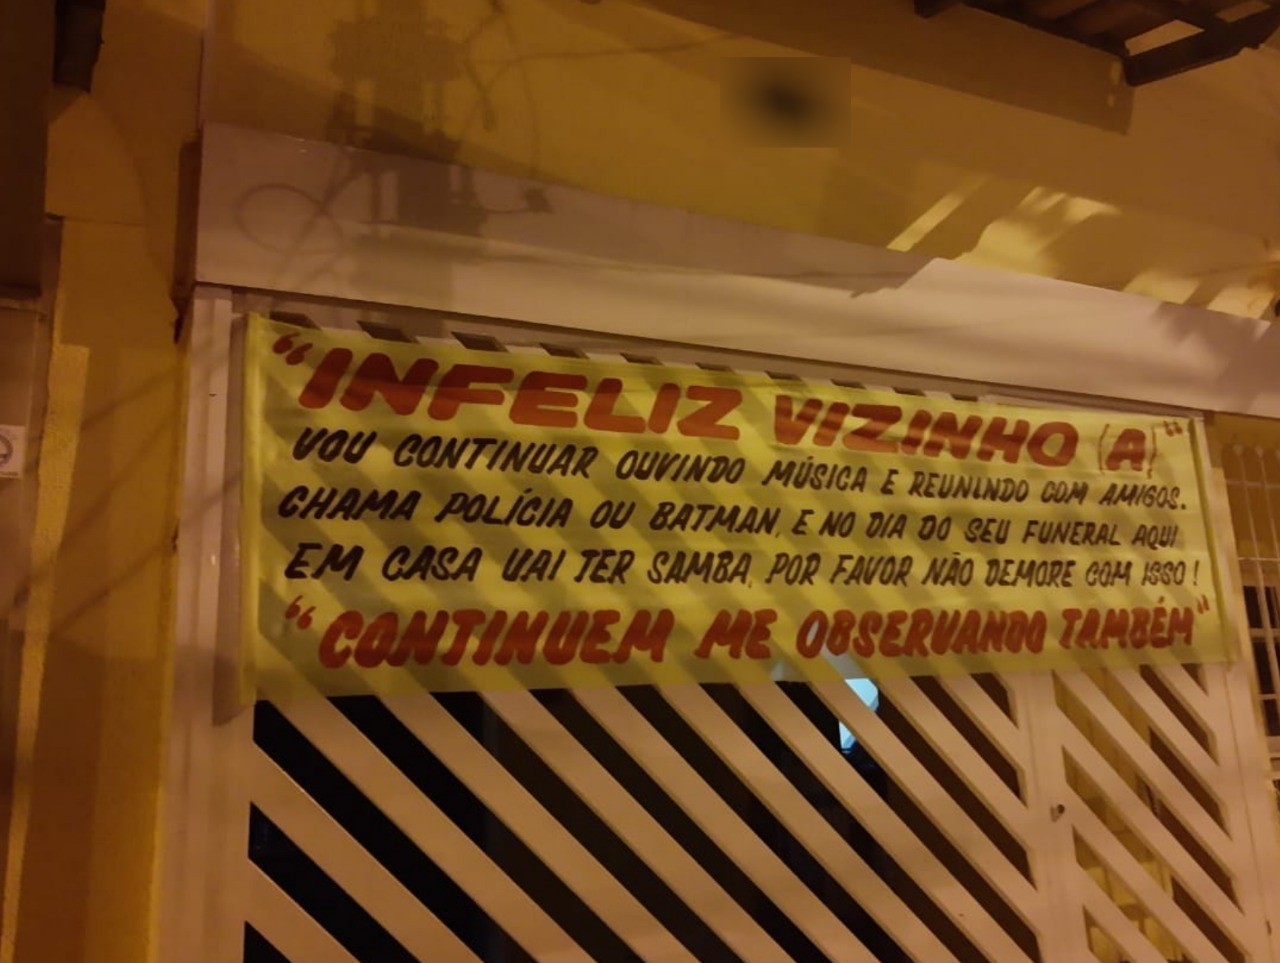 “INFELIZ VIZINHO (A)“
VOU CONTINUAR OUVINDO MÚSICA E REUNINDO COM AMIGOS.
CHAMA POLÍCIA OU BATMAN, E NO DIA DO SEU FUNERAL AQUI
EM CASA VAI TER SAMBA, POR FAVOR NÃO DEMORE COM ISSO!
“CONTINUEM ME OBSERVANDO TAMBÉM“